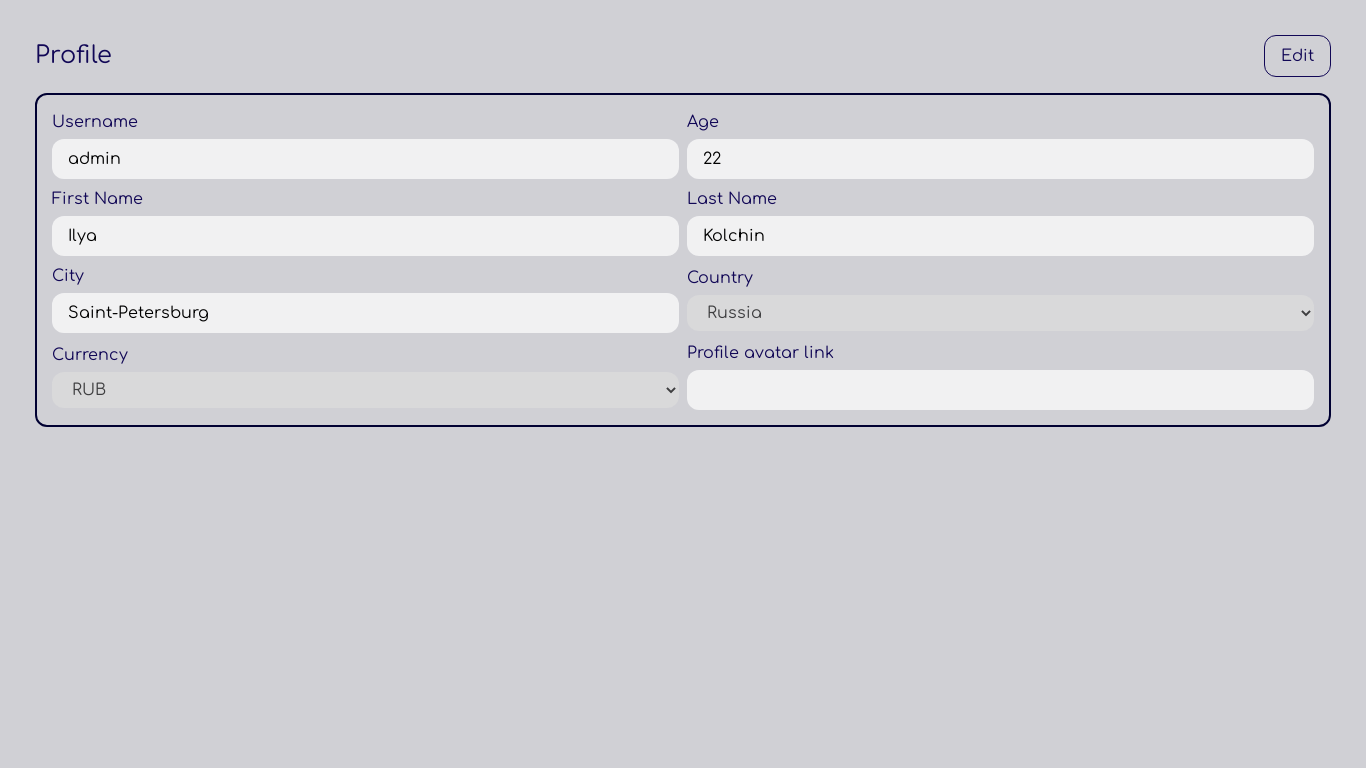 Profile
Edit
Username
Age
admin
22
First Name
Last Name
Ilya
Kolchin
City
Country
Saint-Petersburg
Russia
Currency
Profile avatar link
RUB